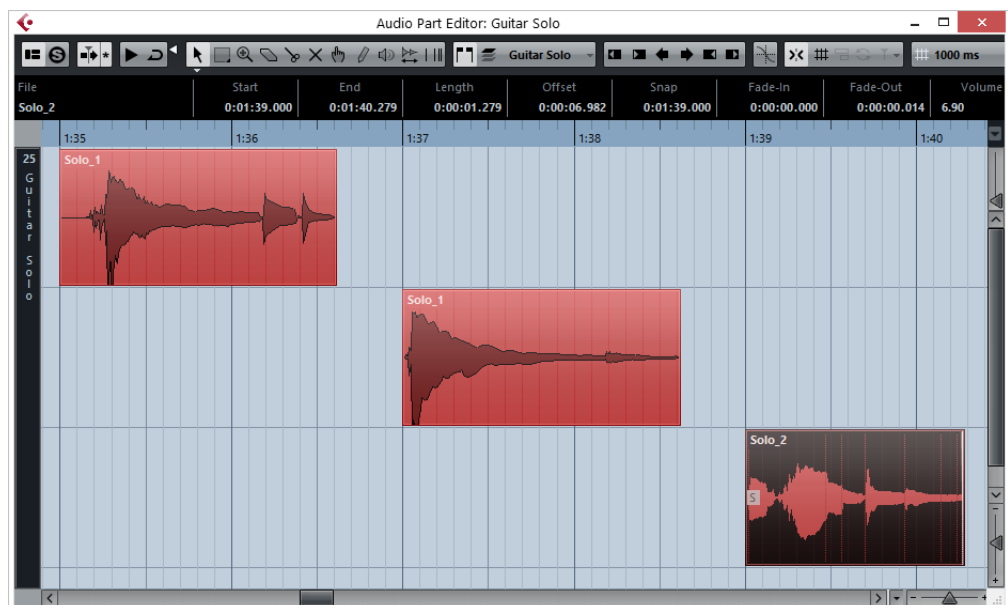 Audio Part Editor: Guitar Solo
Guitar Solo
1000 ms
File Start End Length Offset Snap Fade-In Fade-Out Volume
Solo_2 0:01:39.000 0:01:40.279 0:00:01.279 0:00:06.982 0:01:39.000 0:00:00.000 0:00:00.014 6.90
1:35 1:36 1:37 1:38 1:39 1:40
25
Guitar Solo
Solo_1
Solo_1
Solo_2
S